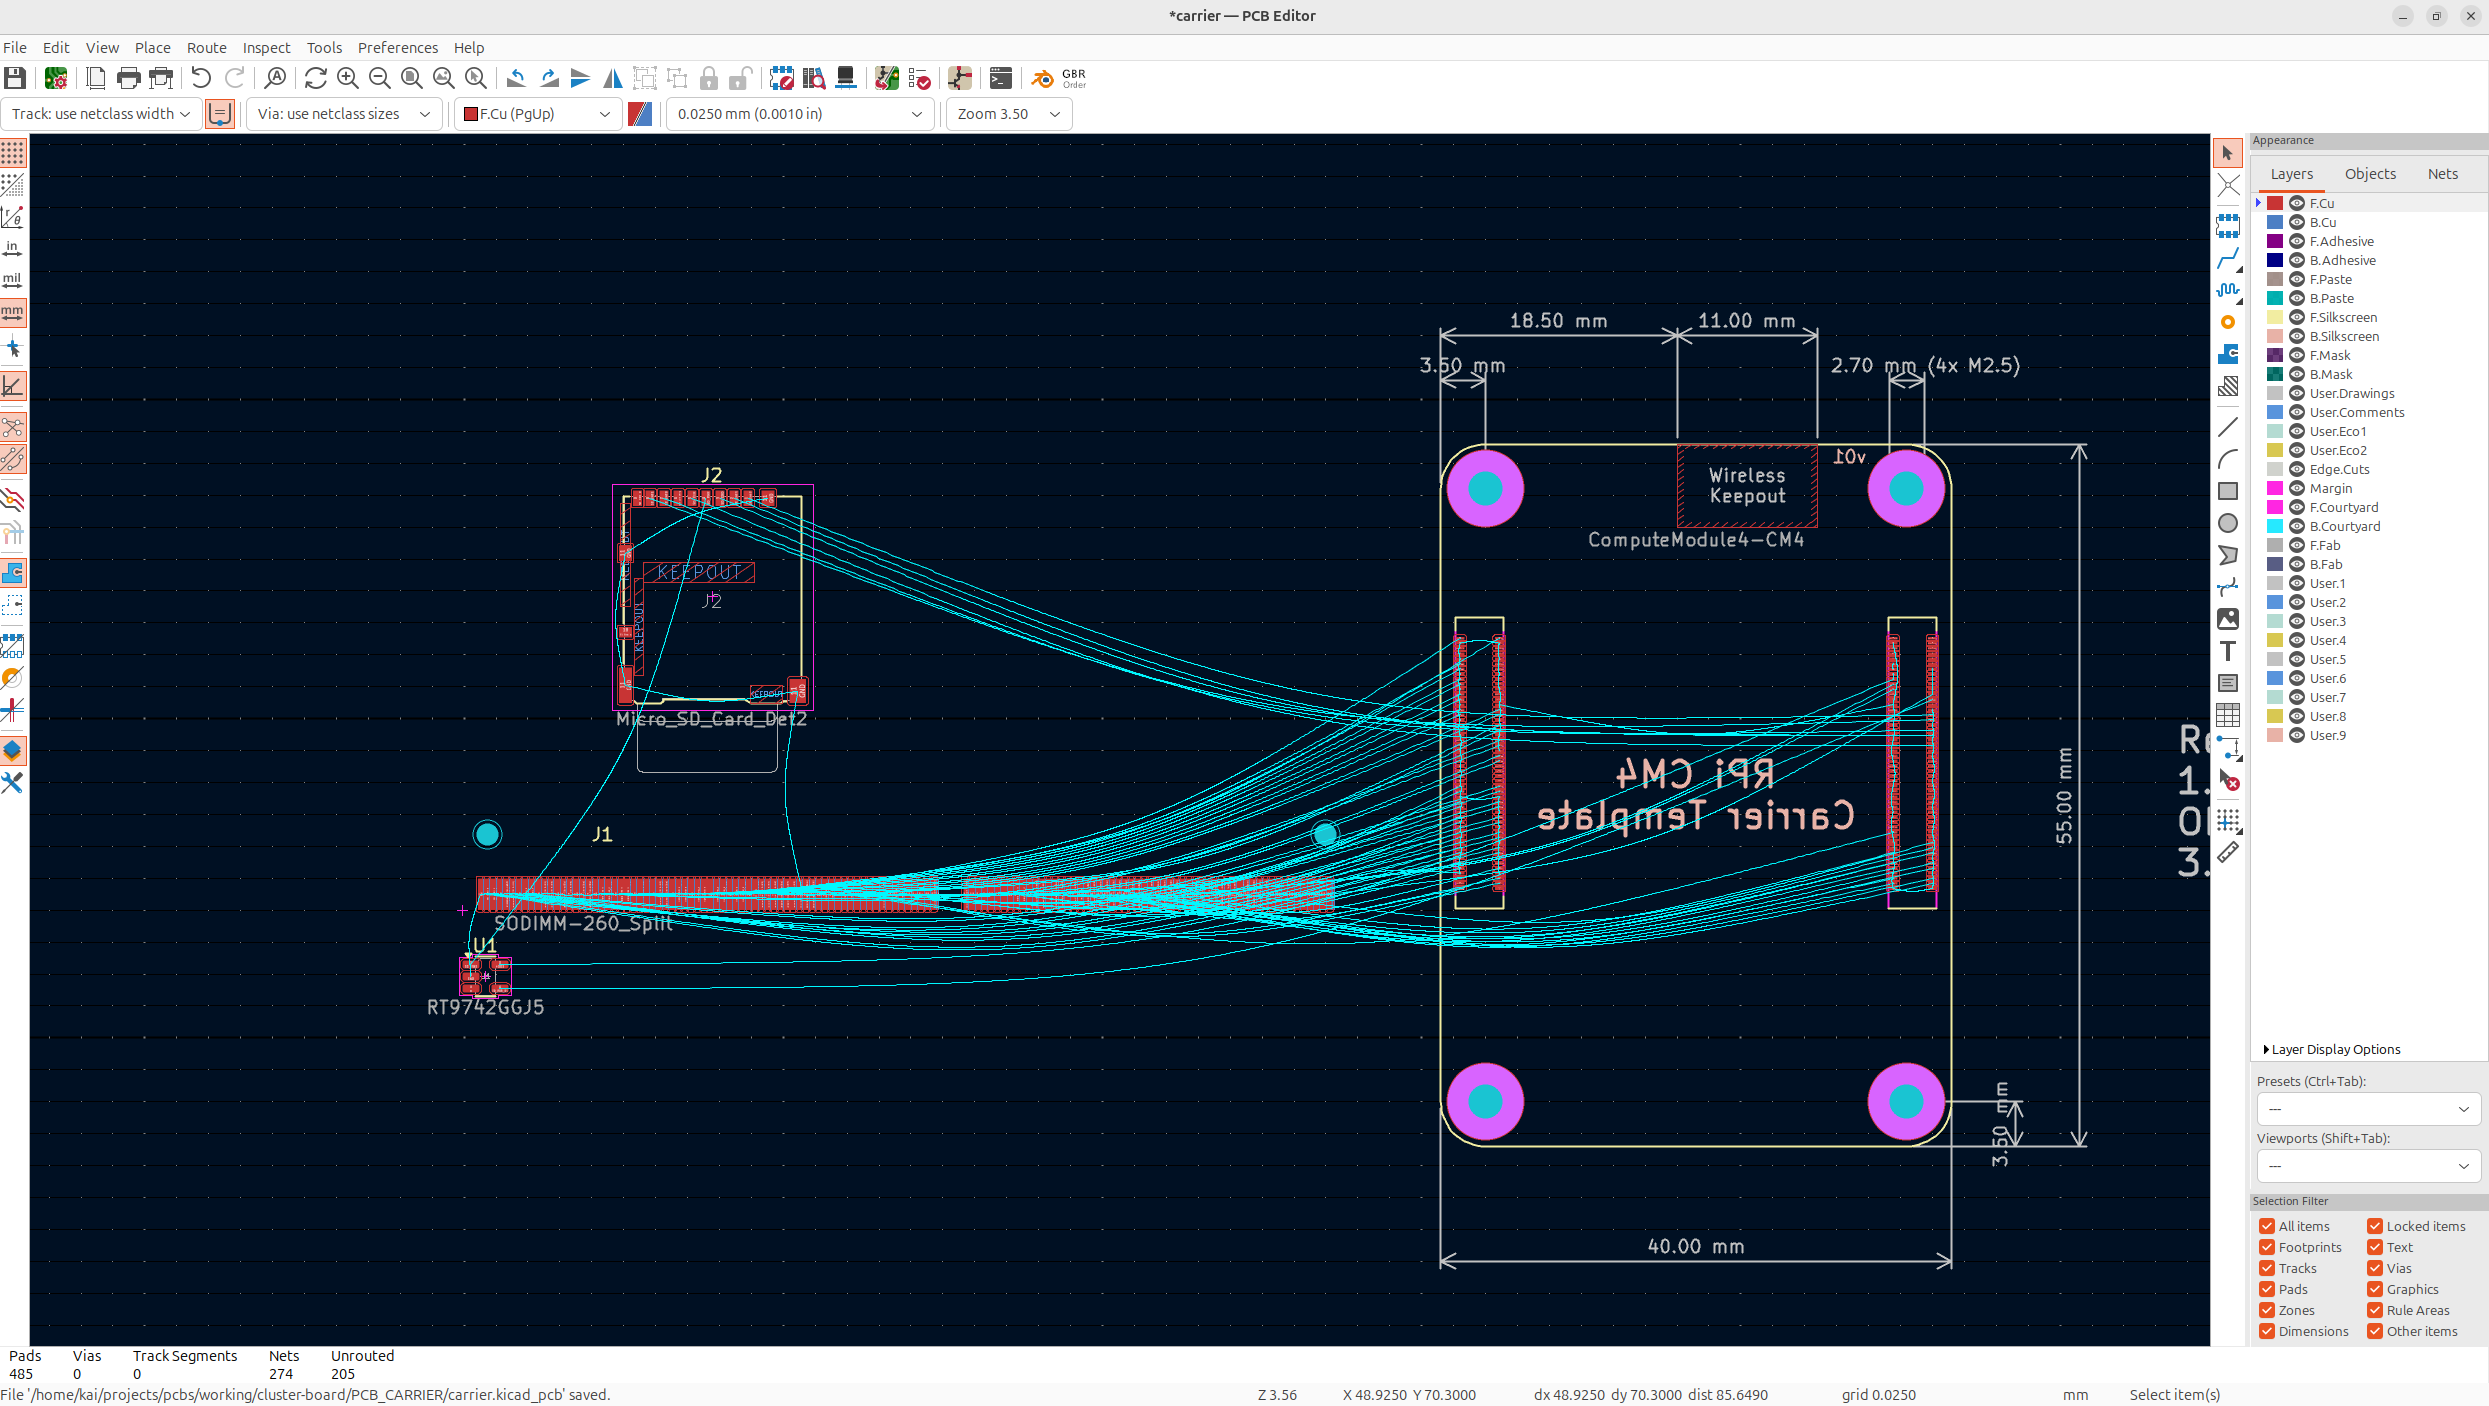 *carrier — PCB Editor
File Edit View Place Route Inspect Tools Preferences Help
GBR
Order
Track: use netclass width
Via: use netclass sizes
F.Cu (PgUp)
0.0250 mm (0.0010 in)
Zoom 3.50
in
mil
mm
J2
KEEPOUT
J2
KEEPOUT
KEEPOUT
Micro_SD_Card_Det2
J1
SODIMM-260_Split
U1
RT9742GGJ5
18.50 mm
11.00 mm
3.50 mm
2.70 mm (4x M2.5)
v01
Wireless
Keepout
ComputeModule4-CM4
RPi CM4
Carrier Template
55.00 mm
3.50 mm
40.00 mm
1.
3.
Appearance
Layers Objects Nets
F.Cu
B.Cu
F.Adhesive
B.Adhesive
F.Paste
B.Paste
F.Silkscreen
B.Silkscreen
F.Mask
B.Mask
User.Drawings
User.Comments
User.Eco1
User.Eco2
Edge.Cuts
Margin
F.Courtyard
B.Courtyard
F.Fab
B.Fab
User.1
User.2
User.3
User.4
User.5
User.6
User.7
User.8
User.9
Layer Display Options
Presets (Ctrl+Tab):
---
Viewports (Shift+Tab):
---
Selection Filter
All items Locked items
Footprints Text
Tracks Vias
Pads Graphics
Zones Rule Areas
Dimensions Other items
Pads Vias Track Segments Nets Unrouted
485 0 0 274 205
File '/home/kai/projects/pcbs/working/cluster-board/PCB_CARRIER/carrier.kicad_pcb' saved.
Z 3.56
X 48.9250 Y 70.3000
dx 48.9250 dy 70.3000 dist 85.6490
grid 0.0250
mm
Select item(s)